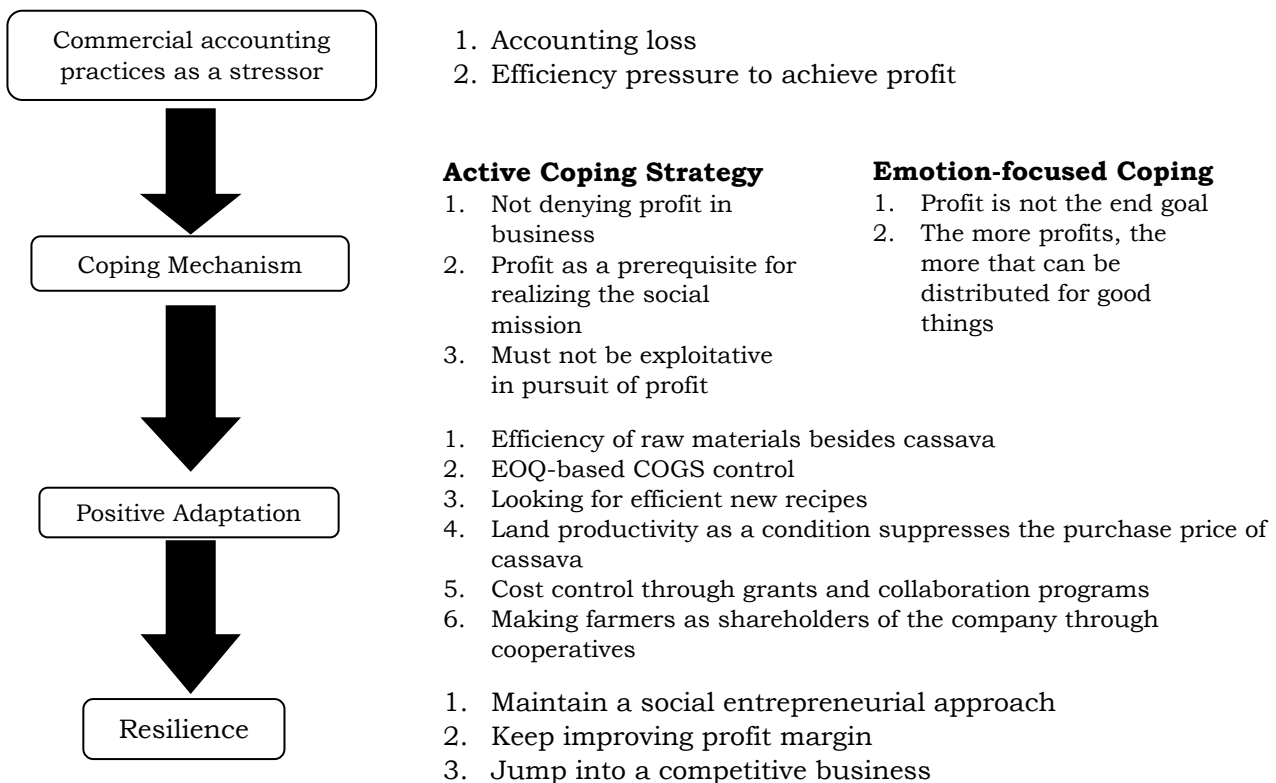 Commercial accounting
practices as a stressor
1. Accounting loss
2. Efficiency pressure to achieve profit
Coping Mechanism
Active Coping Strategy
1. Not denying profit in
business
2. Profit as a prerequisite for
realizing the social
mission
3. Must not be exploitative
in pursuit of profit
Emotion-focused Coping
1. Profit is not the end goal
2. The more profits, the
more that can be
distributed for good
things
Positive Adaptation
1. Efficiency of raw materials besides cassava
2. EOQ-based COGS control
3. Looking for efficient new recipes
4. Land productivity as a condition suppresses the purchase price of
cassava
5. Cost control through grants and collaboration programs
6. Making farmers as shareholders of the company through
cooperatives
Resilience
1. Maintain a social entrepreneurial approach
2. Keep improving profit margin
3. Jump into a competitive business